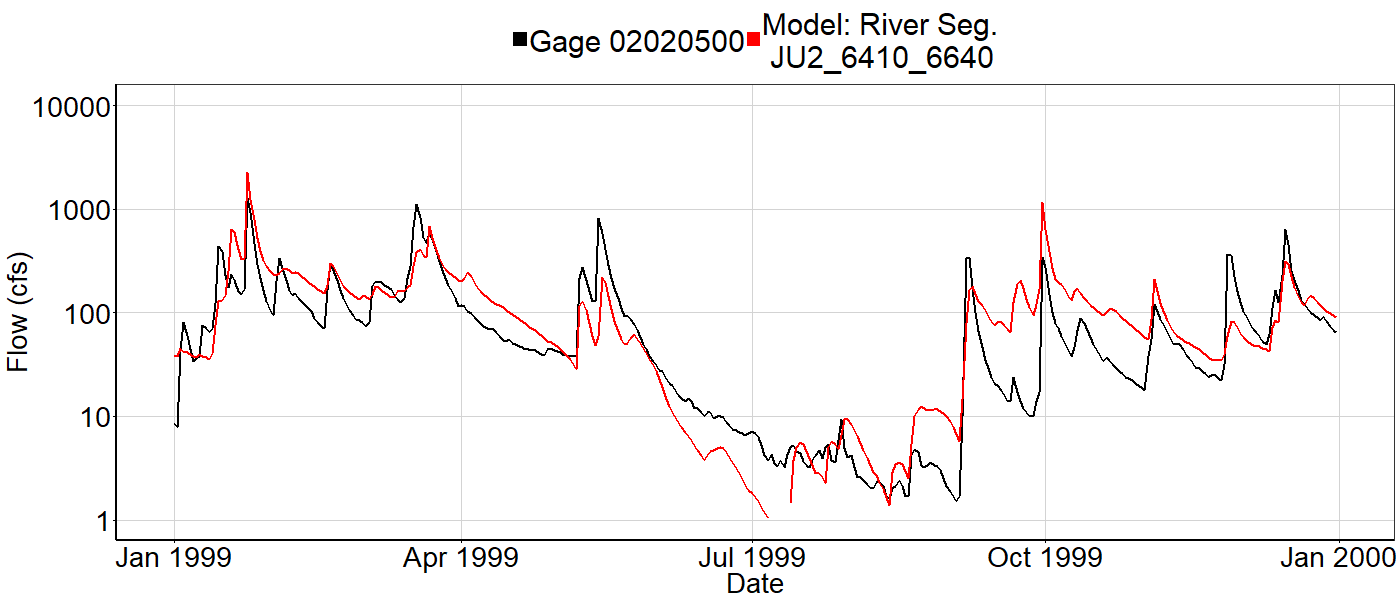 Gage 02020500
Model: River Seg.
JU2_6410_6640
10000
1000
100
10
1
Flow (cfs)
Jan 1999
Apr 1999
Jul 1999
Oct 1999
Jan 2000
Date